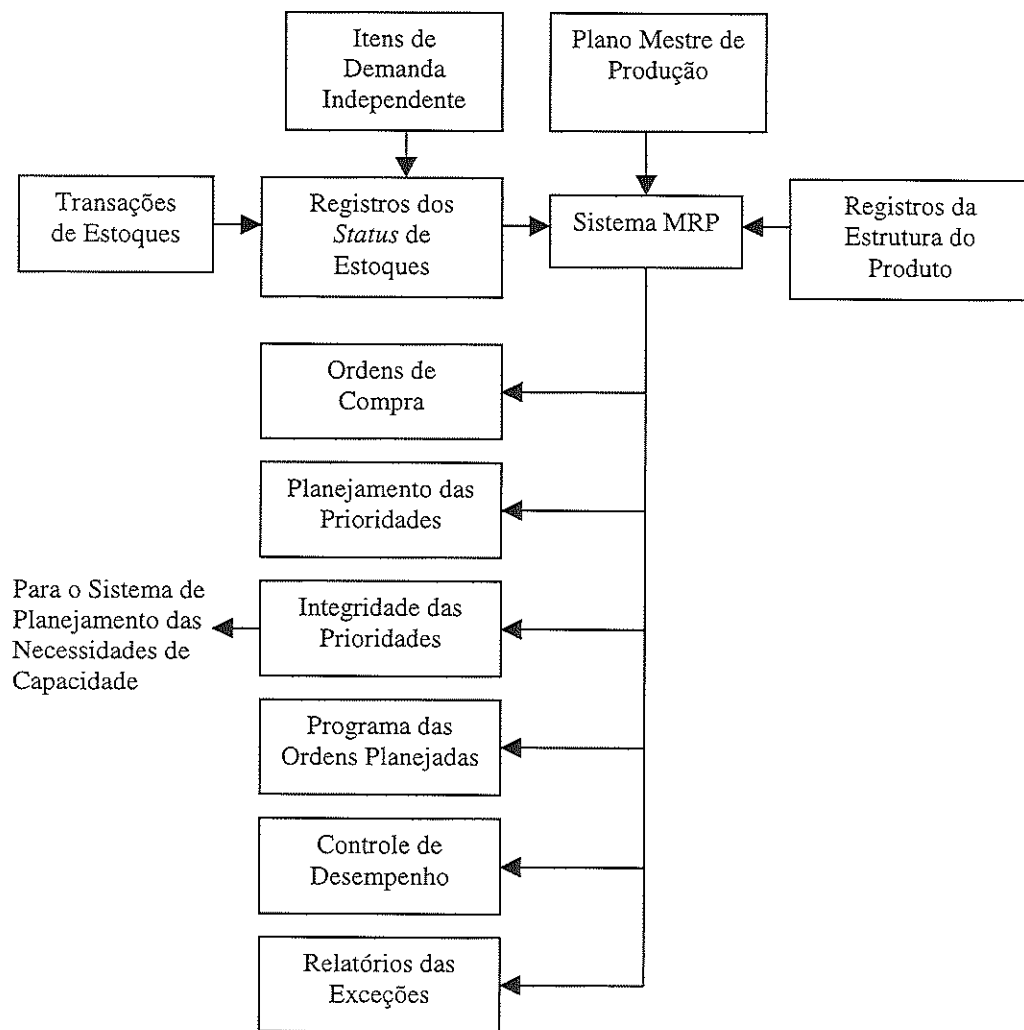 Itens de
Demanda
Independente
Plano Mestre de
Produção
Transações
de Estoques
Registros dos
Status de
Estoques
Sistema MRP
Registros da
Estrutura do
Produto
Ordens de
Compra
Planejamento das
Prioridades
Para o Sistema de
Planejamento das
Necessidades de
Capacidade
Integridade das
Prioridades
Programa das
Ordens Planejadas
Controle de
Desempenho
Relatórios das
Exceções